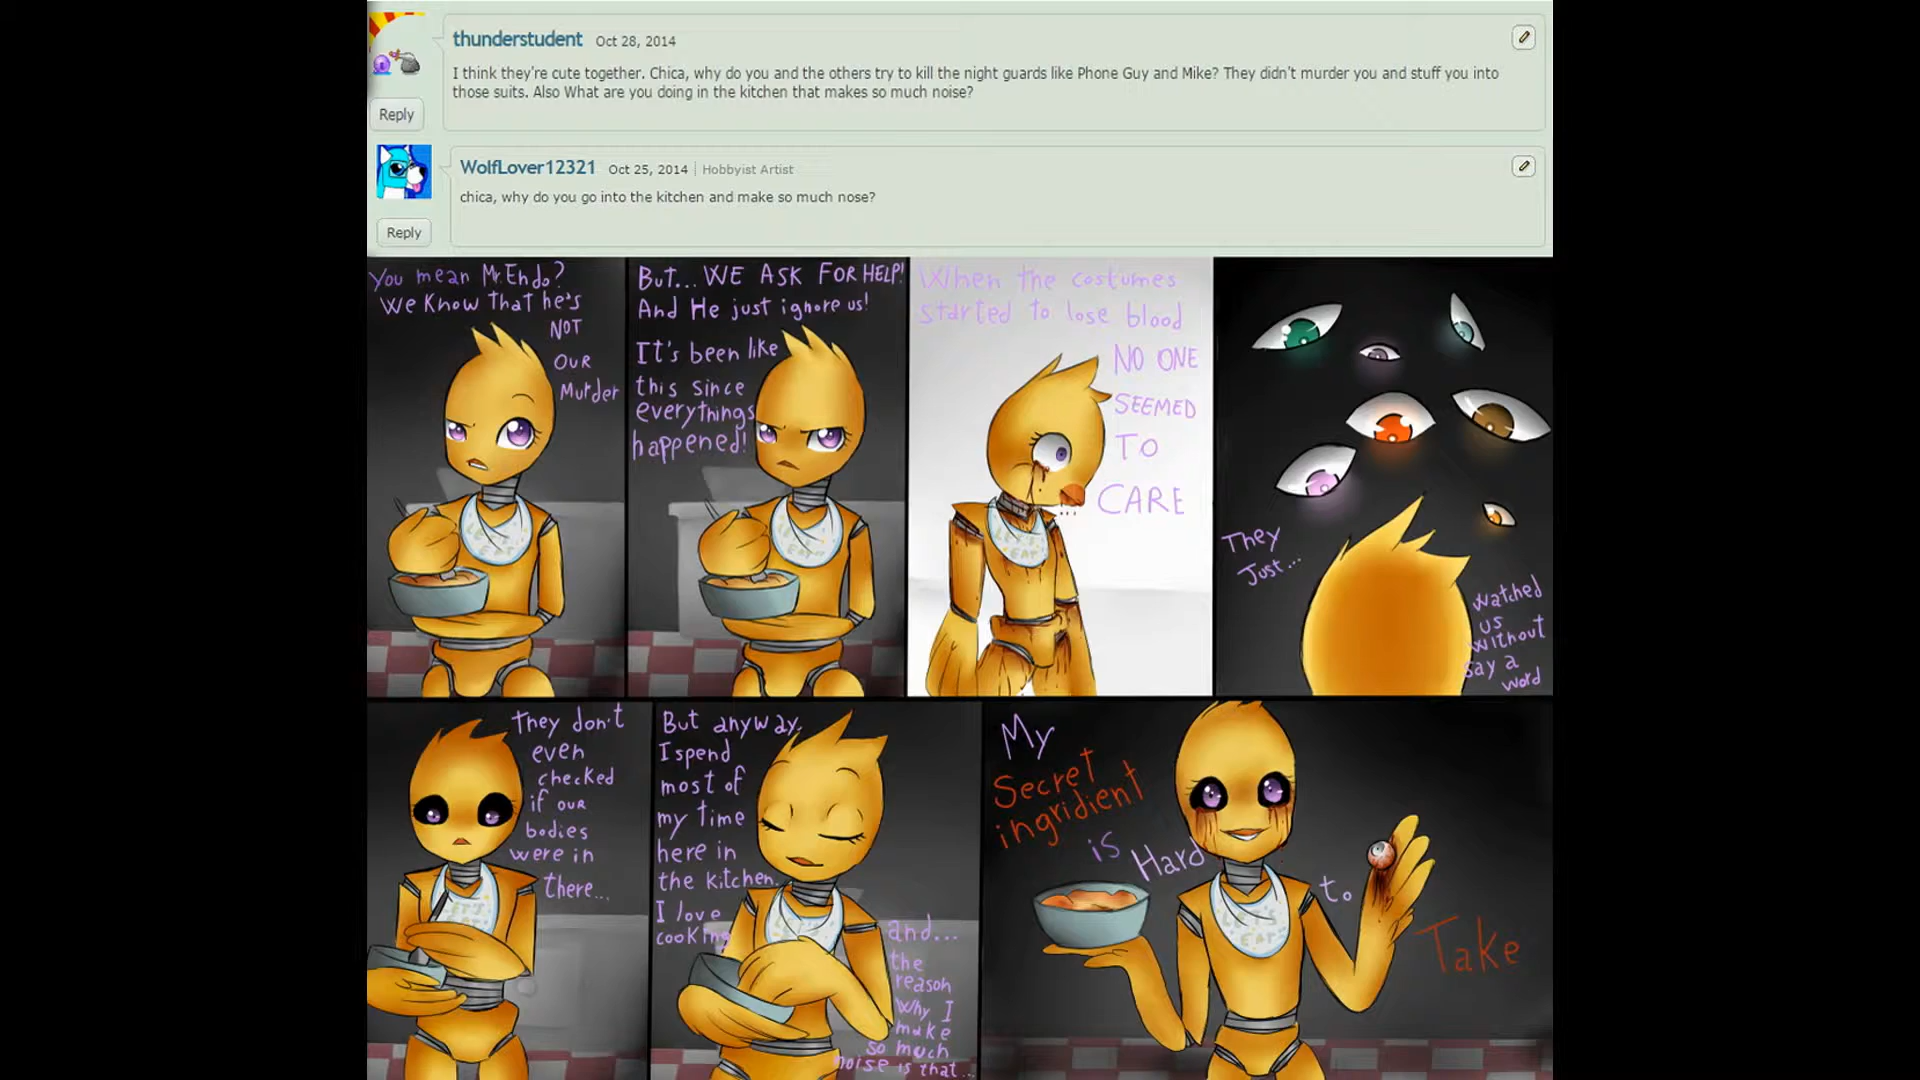 thunderstudent Oct 28, 2014
I think they're cute together. Chica, why do you and the others try to kill the night guards like Phone Guy and Mike? They didn't murder you and stuff you into
those suits. Also What are you doing in the kitchen that makes so much noise?
Reply
WolfLover12321 Oct 25, 2014 | Hobbyist Artist
chica, why do you go into the kitchen and make so much nose?
Reply
You mean Mr. Endo?
We Know that he's
NOT
OUR
Murder
But... WE ASK FOR HELP!
And He just ignore us!
It's been like
this since
everythings
happened!
When the costumes
started to lose blood
NO ONE
SEEMED
TO
CARE
They
Just...
watched
us
without
say a
word
They don't
even
checked
if our
bodies
were in
there...
LET'S
EAT
But anyway,
I spend
most of
my time
here in
the kitchen.
I love
cooking
and...
the
reason
why I
make
so much
noise is that...
My
Secret
ingridient
is
Hard
to
Take
LET'S
EAT!